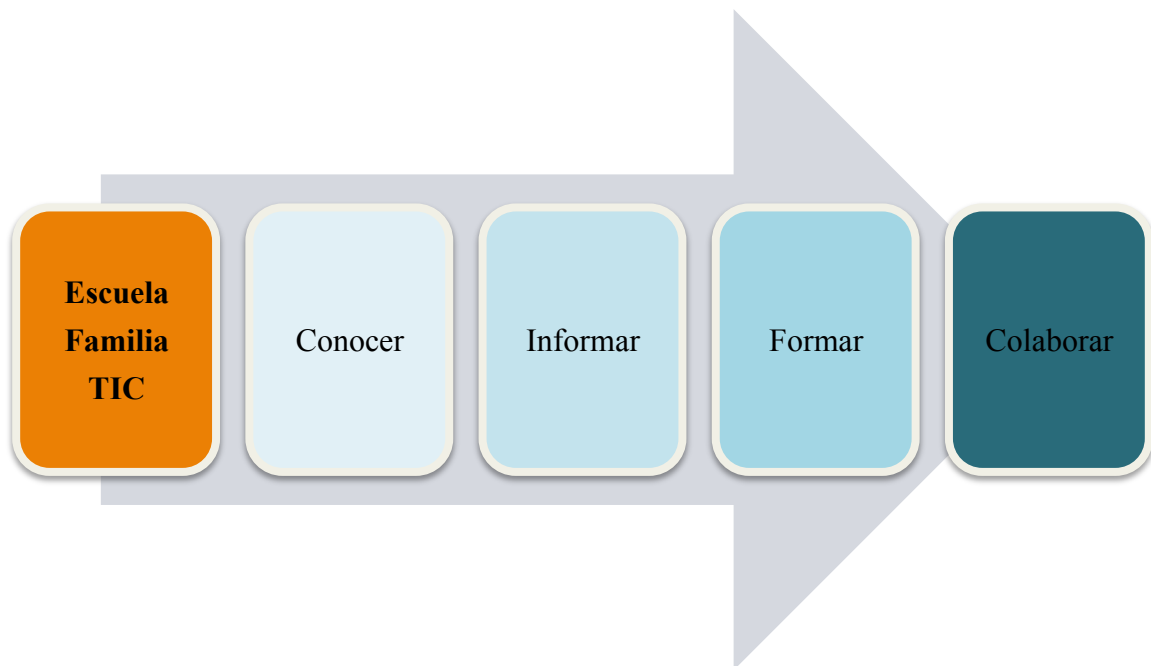 Escuela
Familia
TIC
Conocer
Informar
Formar
Colaborar